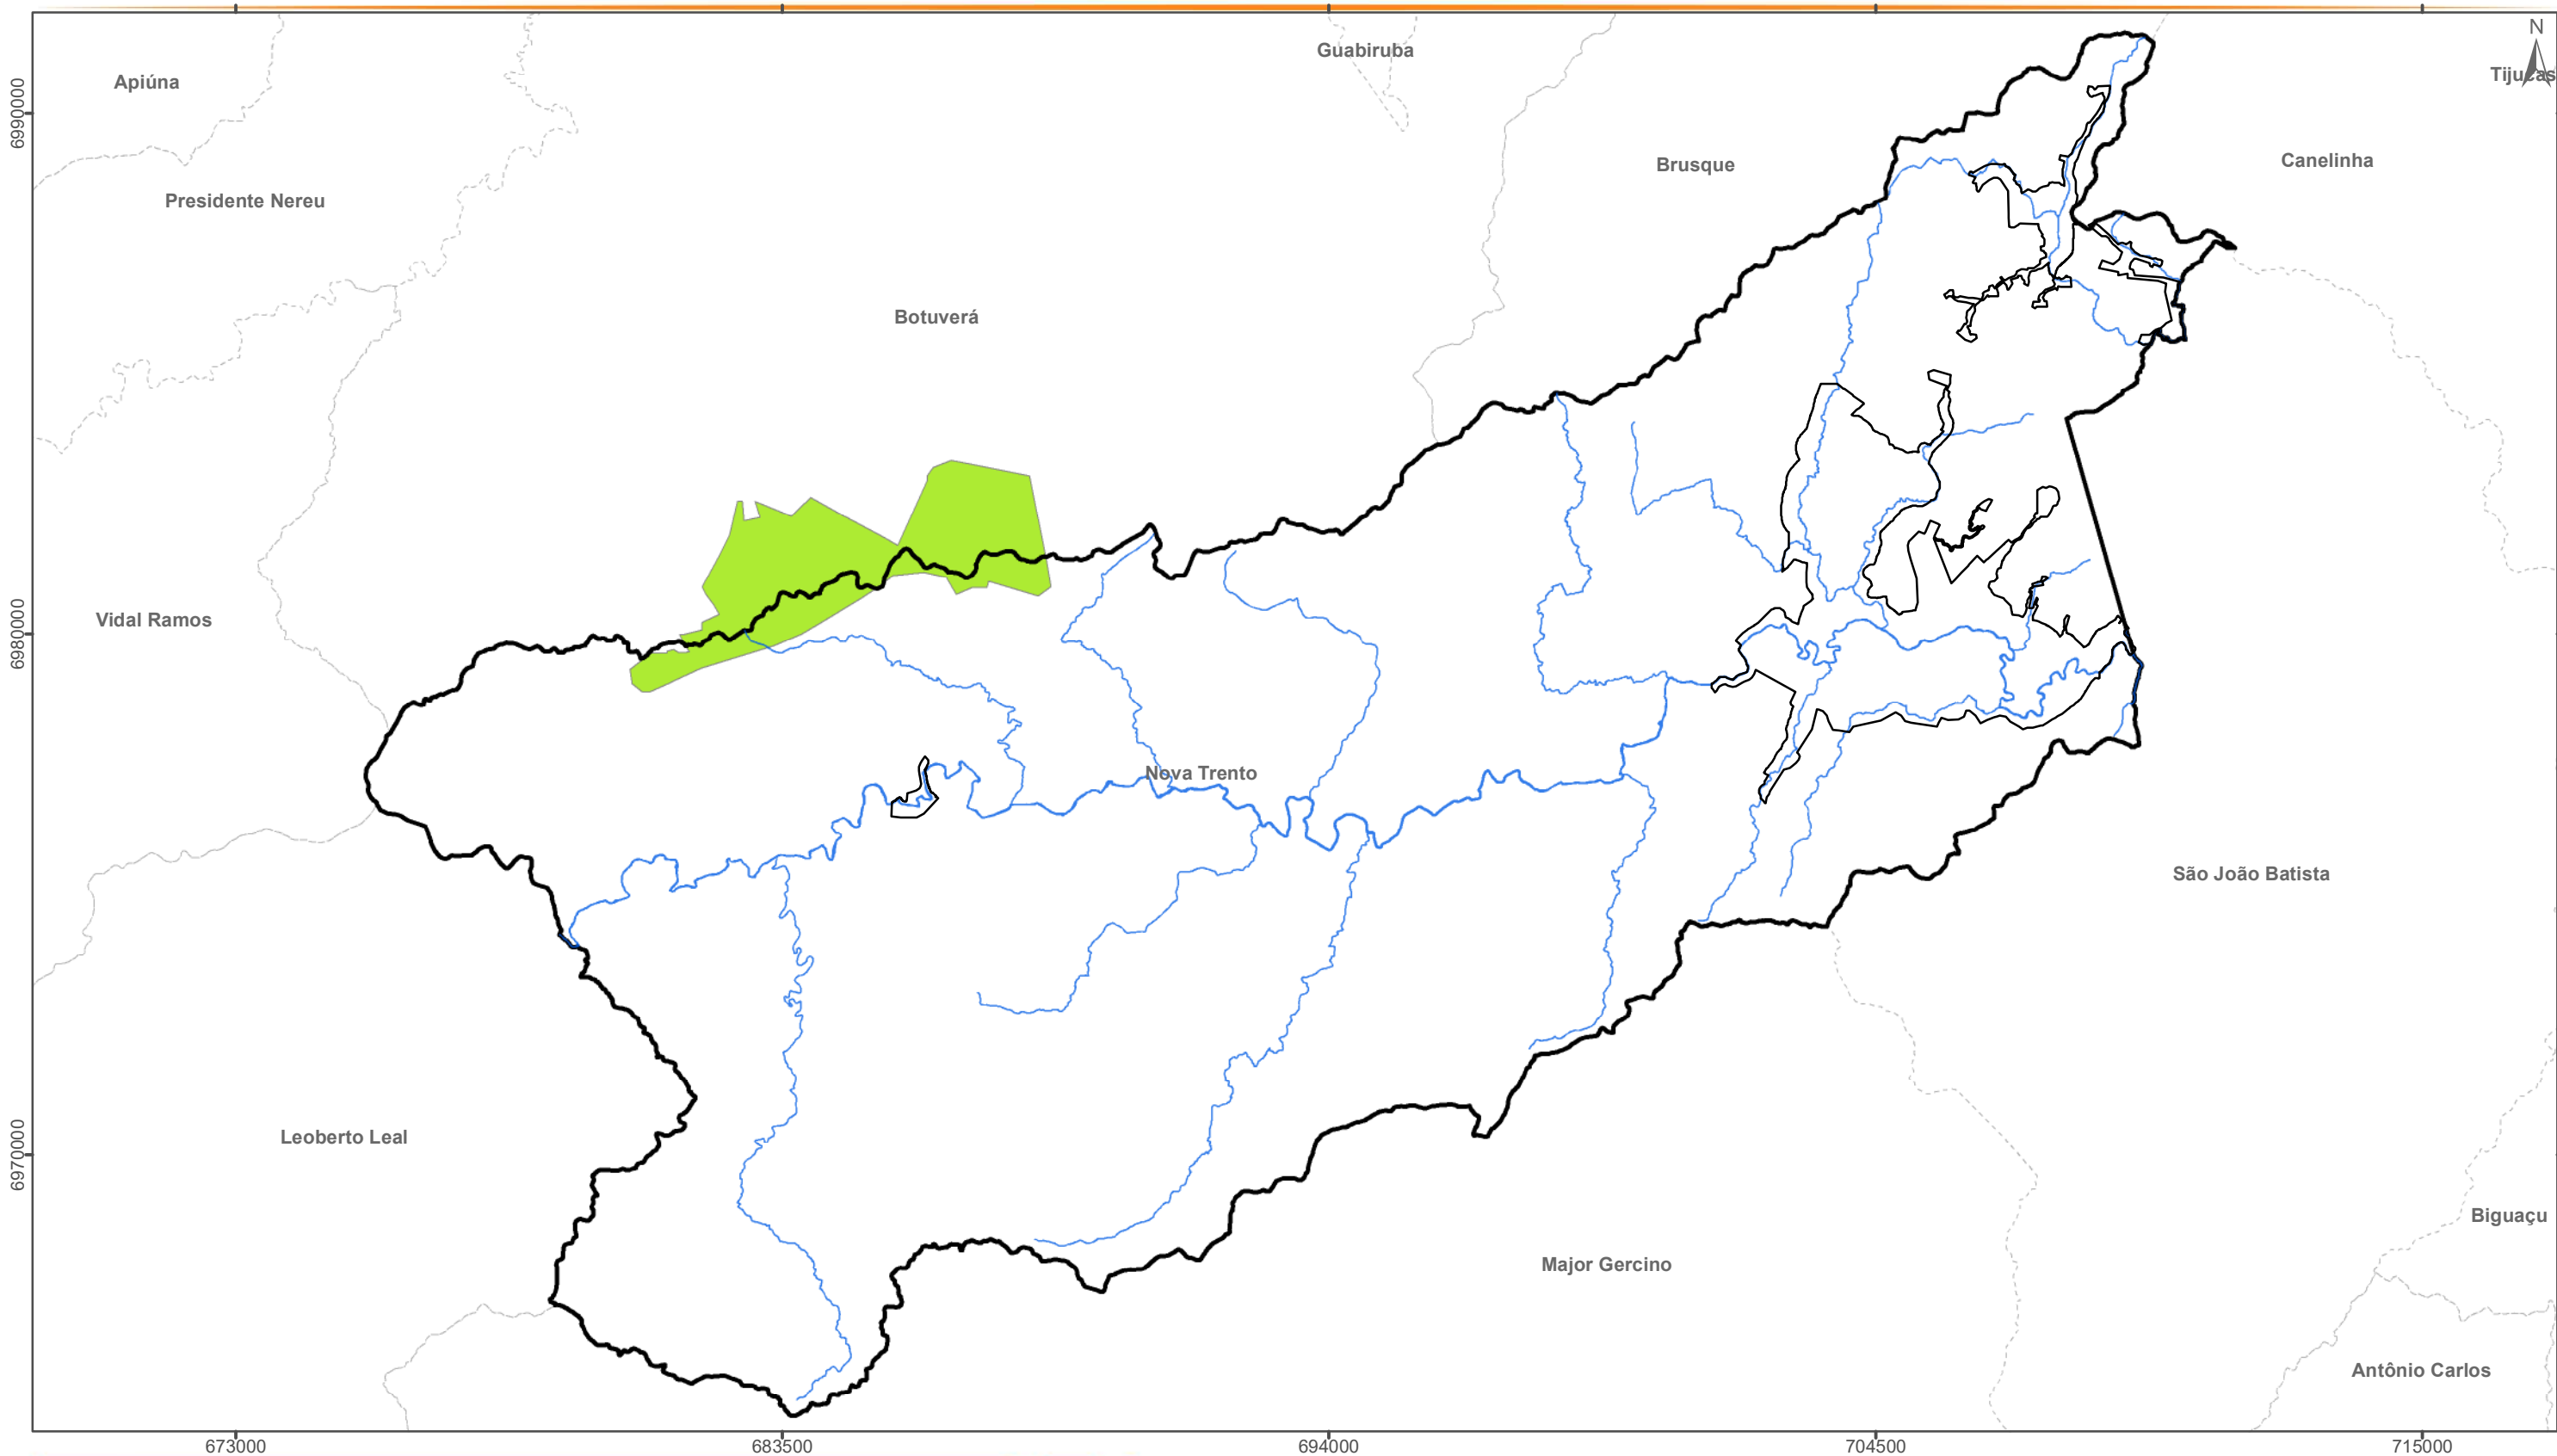 N
Guabiruba
Tijucas
Apiúna
6990000
Canelinha
Brusque
Presidente Nereu
Botuverá
Vidal Ramos
6980000
Nova Trento
São João Batista
Leoberto Leal
6970000
Biguaçu
Major Gercino
Antônio Carlos
673000
683500
694000
704500
715000